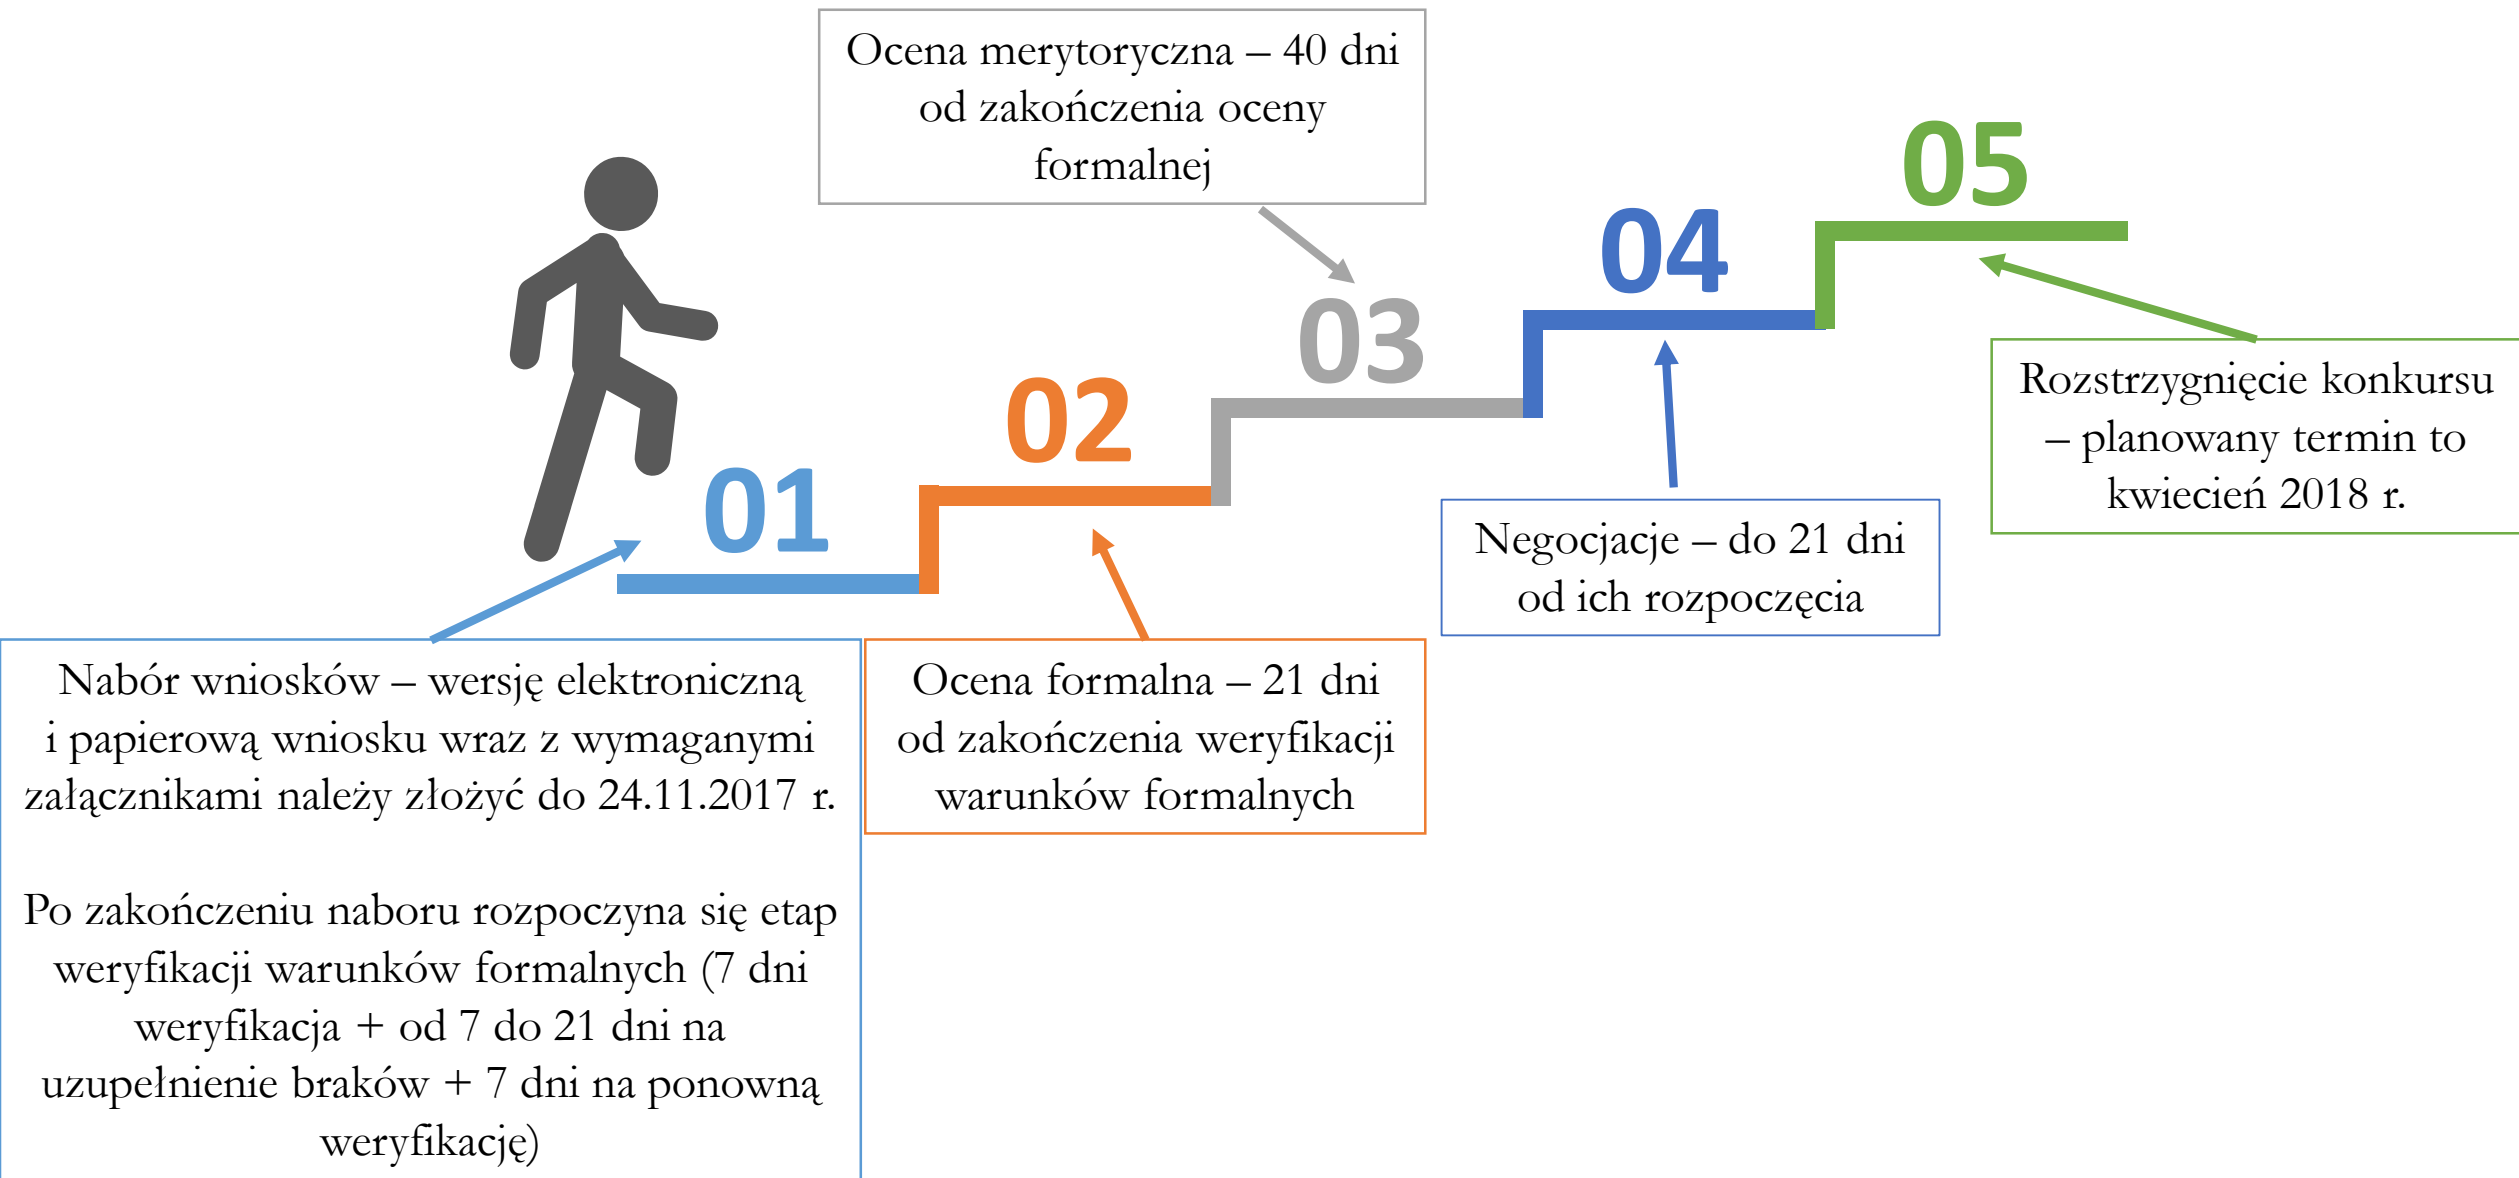 Ocena merytoryczna – 40 dni
od zakończenia oceny
formalnej
05
04
03
02
01
Rozstrzygnięcie konkursu
– planowany termin to
kwiecień 2018 r.
Negocjacje – do 21 dni
od ich rozpoczęcia
Nabór wniosków – wersję elektroniczną
i papierową wniosku wraz z wymaganymi
załącznikami należy złożyć do 24.11.2017 r.
Po zakończeniu naboru rozpoczyna się etap
weryfikacji warunków formalnych (7 dni
weryfikacja + od 7 do 21 dni na
uzupełnienie braków + 7 dni na ponowną
weryfikację)
Ocena formalna – 21 dni
od zakończenia weryfikacji
warunków formalnych